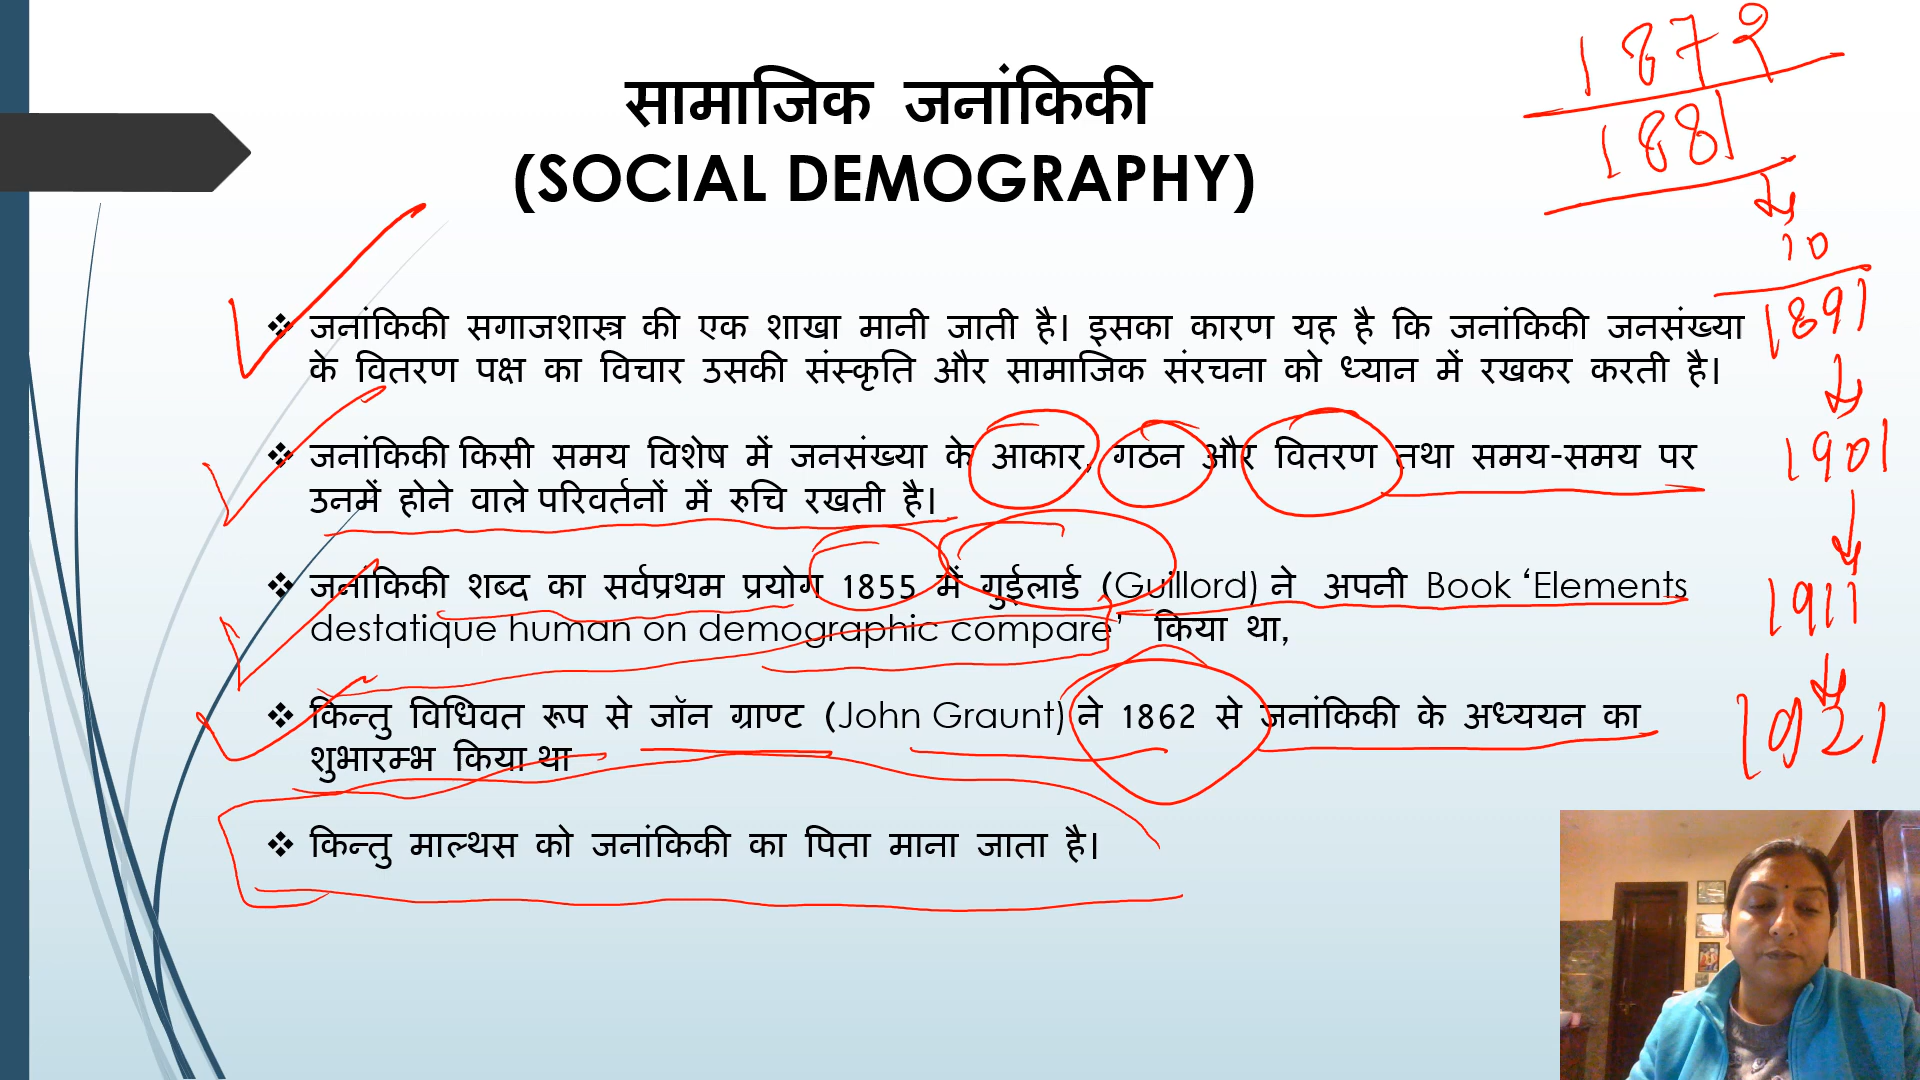 सामाजिक जनांकिकी
(SOCIAL DEMOGRAPHY)
❖ जनांकिकी सगाजशास्त्र की एक शाखा मानी जाती है। इसका कारण यह है कि जनांकिकी जनसंख्या
के वितरण पक्ष का विचार उसकी संस्कृति और सामाजिक संरचना को ध्यान में रखकर करती है।
❖ जनांकिकी किसी समय विशेष में जनसंख्या के आकार, गठन और वितरण तथा समय-समय पर
उनमें होने वाले परिवर्तनों में रुचि रखती है।
❖ जनांकिकी शब्द का सर्वप्रथम प्रयोग 1855 में गुईलार्ड (Guillord) ने अपनी Book ‘Elements
destatique human on demographic compare’ किया था,
❖ किन्तु विधिवत रूप से जॉन ग्राण्ट (John Graunt) ने 1862 से जनांकिकी के अध्ययन का
शुभारम्भ किया था
❖ किन्तु माल्थस को जनांकिकी का पिता माना जाता है।
1872
1881
10
1891
1901
1911
1921